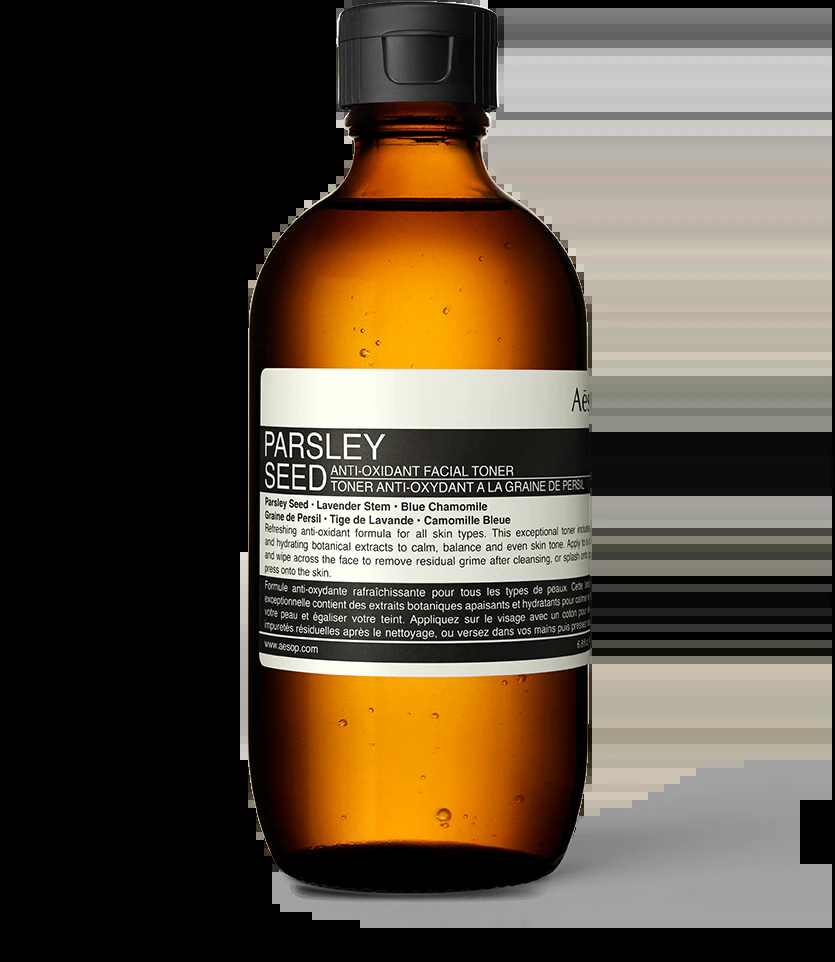 Aēs
PARSLEY
SEED ANTI-OXIDANT FACIAL TONER
TONER ANTI-OXYDANT A LA GRAINE DE PERSIL
Parsley Seed • Lavender Stem • Blue Chamomile
Graine de Persil • Tige de Lavande • Camomille Bleue
Refreshing anti-oxidant formula for all skin types. This exceptional toner
and hydrating botanical extracts to calm, balance and even skin tone. Apply to
and wipe across the face to remove residual grime after cleansing, or splash
press onto the skin.
Formule anti-oxydante rafraîchissante pour tous les types de peaux. Cette
exceptionnelle contient des extraits botaniques apaisants et hydratants pour calmer
votre peau et égaliser votre teint. Appliquez sur le visage avec un coton pour
impuretés résiduelles après le nettoyage, ou versez dans vos mains puis
www.aesop.com